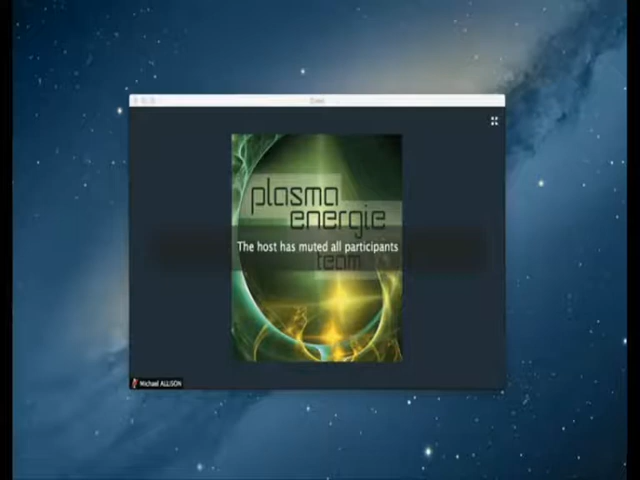 plasma
energie
The host has muted all participants
team
Michael ALLISON